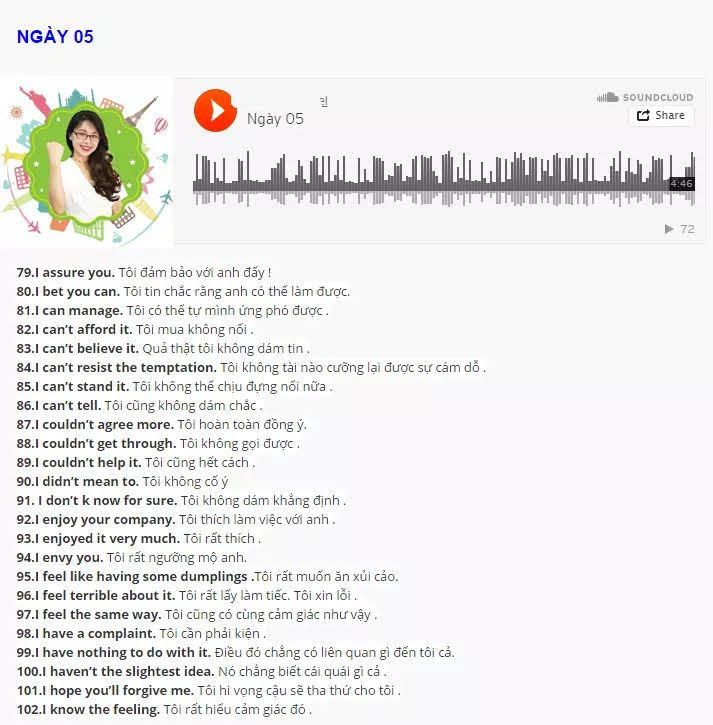 NGÀY 05
SOUNDCLOUD
Share
Ngày 05
4:46
72
79.I assure you. Tôi đảm bảo với anh đấy !
80.I bet you can. Tôi tin chắc rằng anh có thể làm được.
81.I can manage. Tôi có thể tự mình ứng phó được .
82.I can’t afford it. Tôi mua không nổi .
83.I can’t believe it. Quả thật tôi không dám tin .
84.I can’t resist the temptation. Tôi không tài nào cưỡng lại được sự cám dỗ .
85.I can’t stand it. Tôi không thể chịu đựng nổi nữa .
86.I can’t tell. Tôi cũng không dám chắc .
87.I couldn’t agree more. Tôi hoàn toàn đồng ý.
88.I couldn’t get through. Tôi không gọi được .
89.I couldn’t help it. Tôi cũng hết cách .
90.I didn’t mean to. Tôi không cố ý
91. I don’t k now for sure. Tôi không dám khẳng định .
92.I enjoy your company. Tôi thích làm việc với anh .
93.I enjoyed it very much. Tôi rất thích .
94.I envy you. Tôi rất ngưỡng mộ anh.
95.I feel like having some dumplings .Tôi rất muốn ăn xủi cảo.
96.I feel terrible about it. Tôi rất lấy làm tiếc. Tôi xin lỗi .
97.I feel the same way. Tôi cũng có cùng cảm giác như vậy .
98.I have a complaint. Tôi cần phải kiện .
99.I have nothing to do with it. Điều đó chẳng có liên quan gì đến tôi cả.
100.I haven’t the slightest idea. Nó chẳng biết cái quái gì cả .
101.I hope you’ll forgive me. Tôi hi vọng cậu sẽ tha thứ cho tôi .
102.I know the feeling. Tôi rất hiểu cảm giác đó .